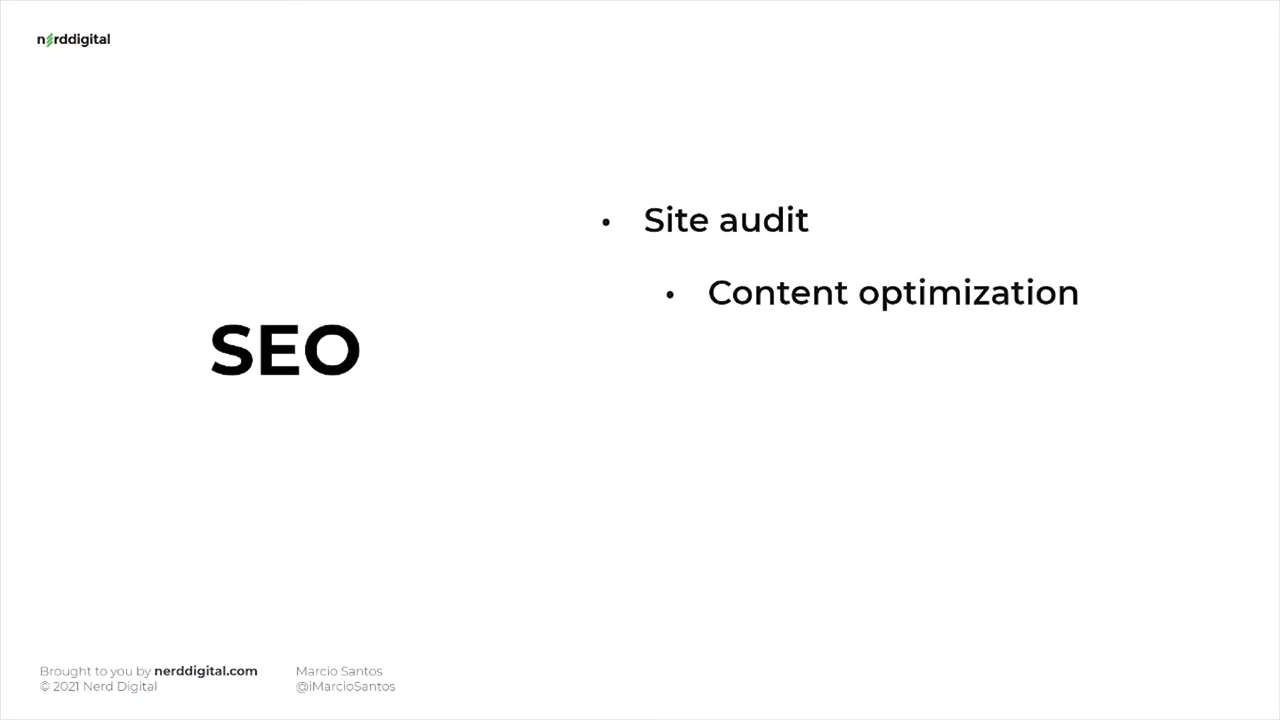 nerddigital
SEO
• Site audit
• Content optimization
Brought to you by nerddigital.com
© 2021 Nerd Digital
Marcio Santos
@iMarcioSantos